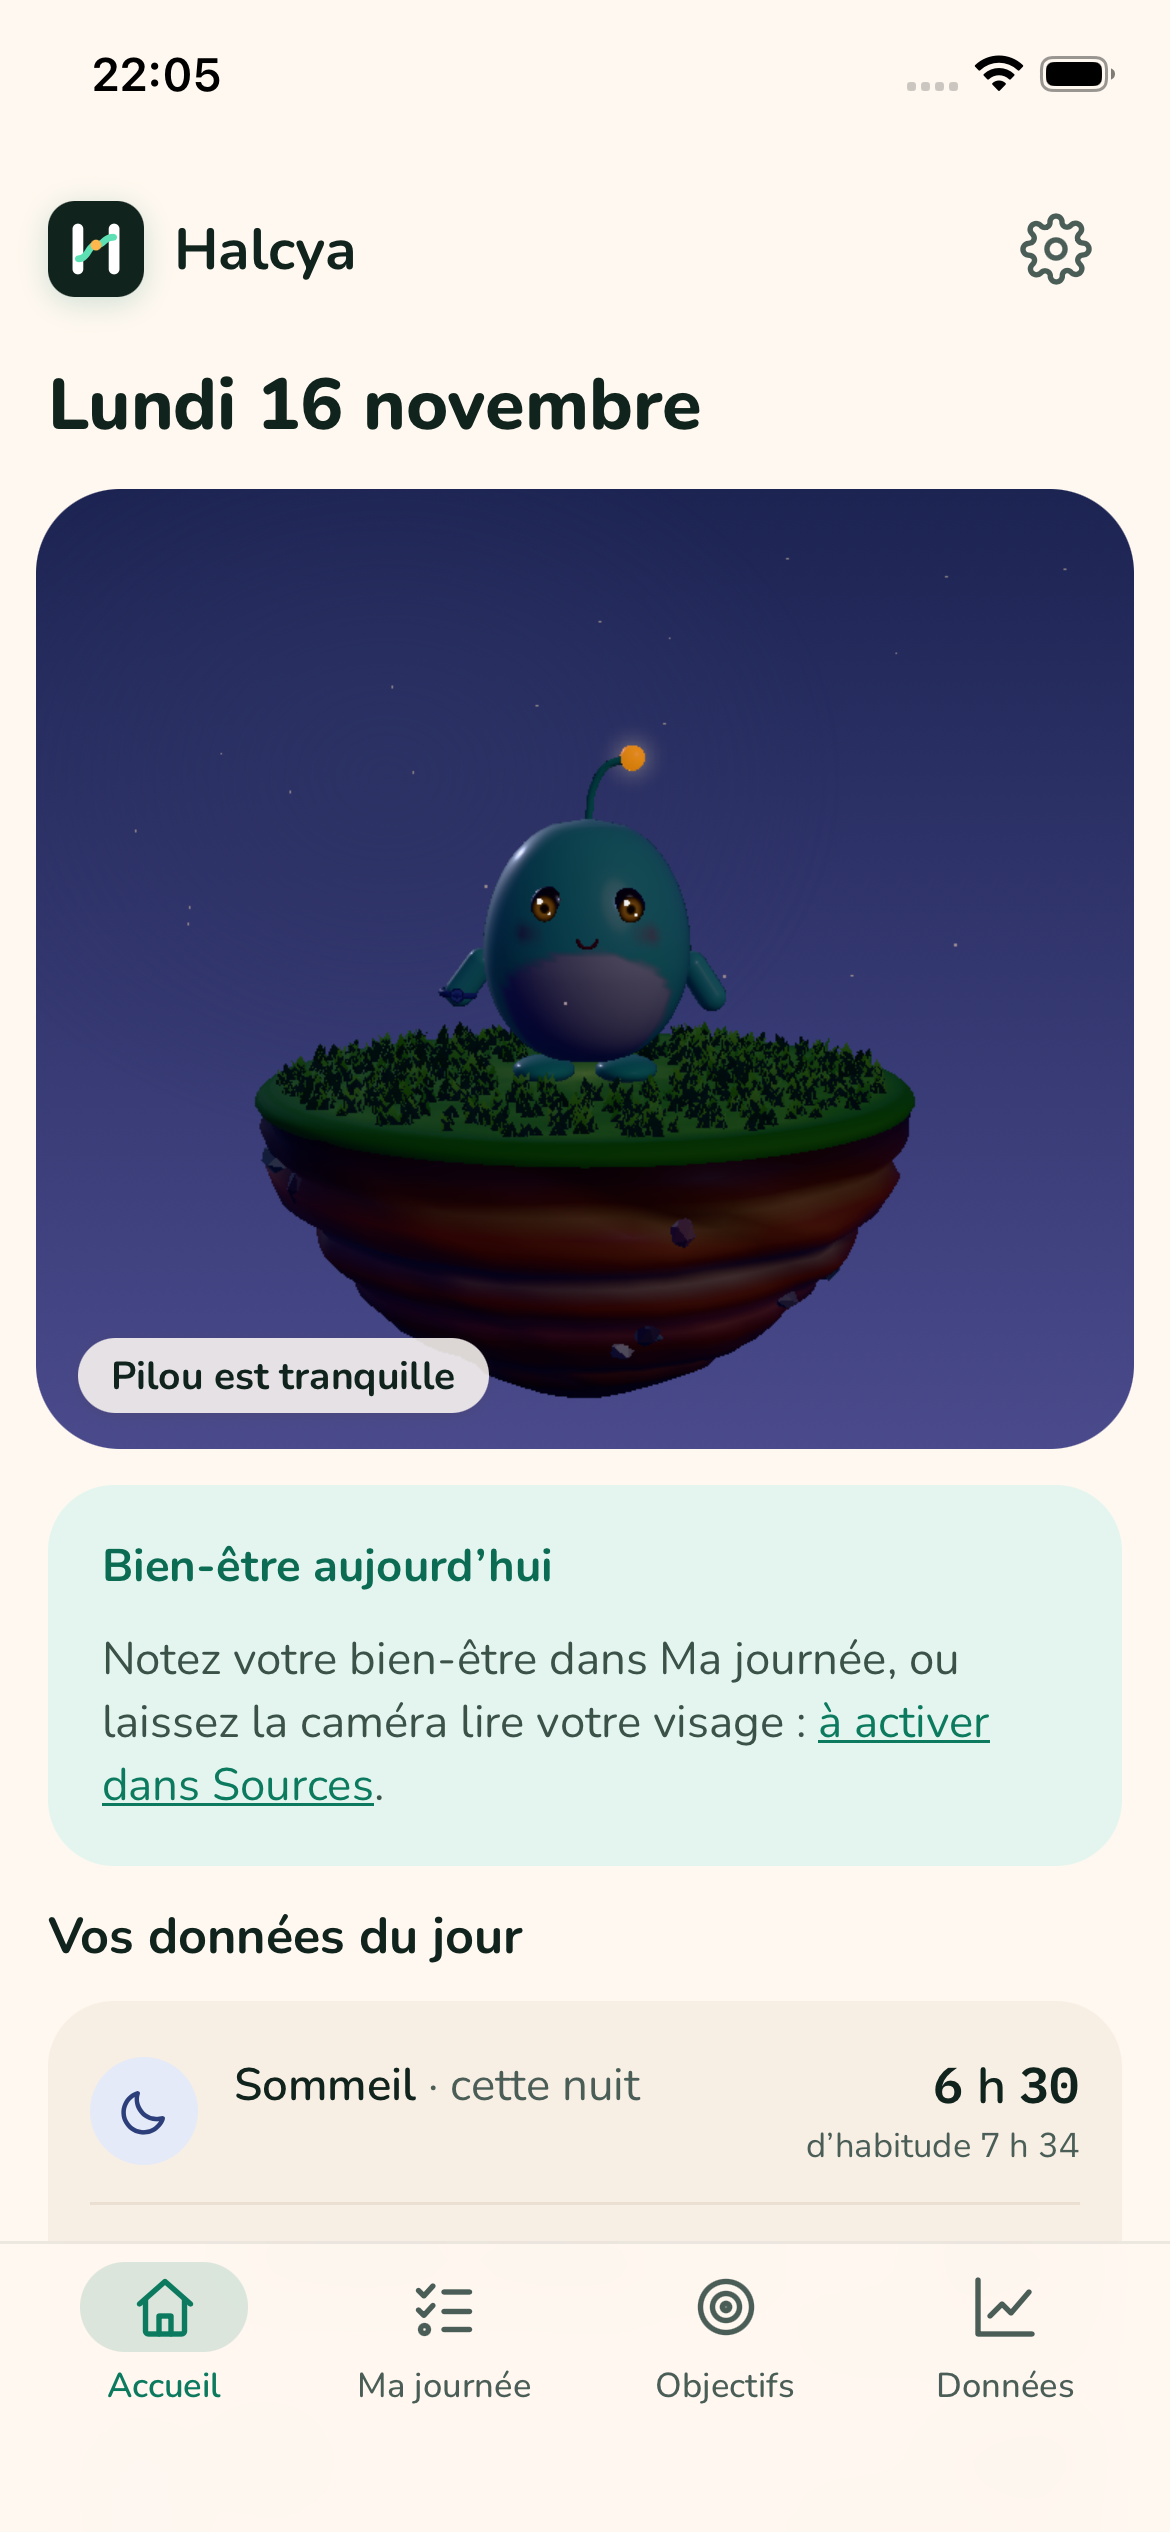 22:05
Halcya
Lundi 16 novembre
Pilou est tranquille
Bien-être aujourd’hui
Notez votre bien-être dans Ma journée, ou
laissez la caméra lire votre visage : à activer
dans Sources.
Vos données du jour
Sommeil · cette nuit
6 h 30
d’habitude 7 h 34
Accueil
Ma journée
Objectifs
Données